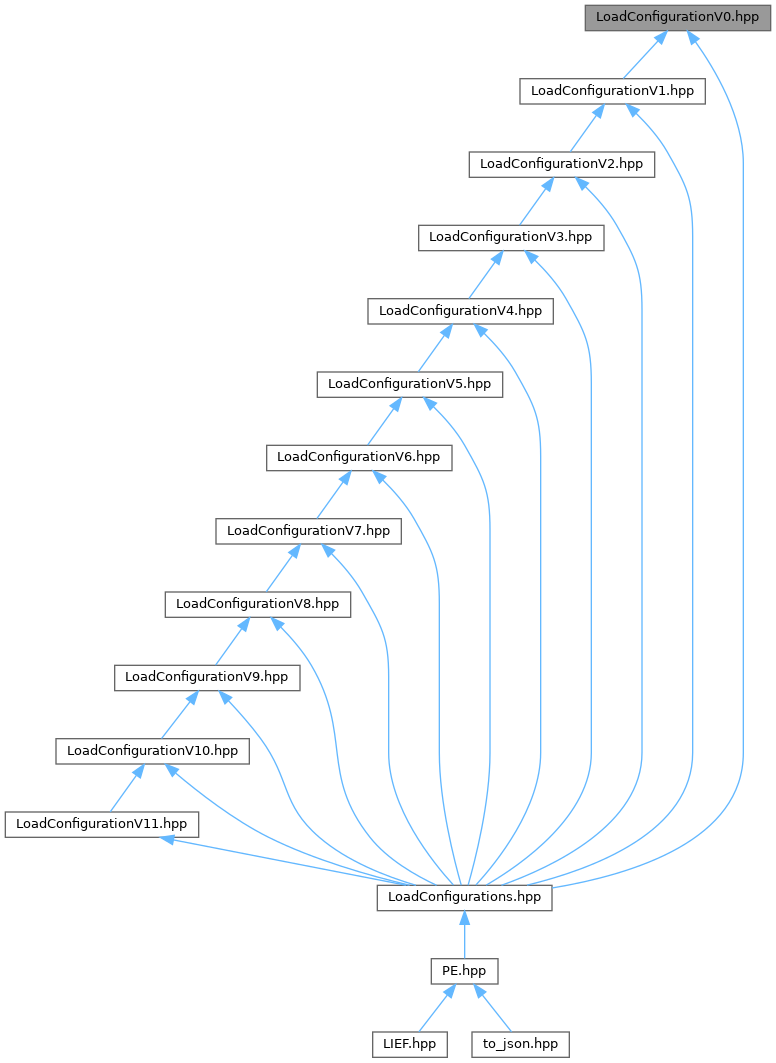 LoadConfigurationV0.hpp
LoadConfigurationV1.hpp
LoadConfigurationV2.hpp
LoadConfigurationV3.hpp
LoadConfigurationV4.hpp
LoadConfigurationV5.hpp
LoadConfigurationV6.hpp
LoadConfigurationV7.hpp
LoadConfigurationV8.hpp
LoadConfigurationV9.hpp
LoadConfigurationV10.hpp
LoadConfigurationV11.hpp
LoadConfigurations.hpp
PE.hpp
LIEF.hpp
to_json.hpp